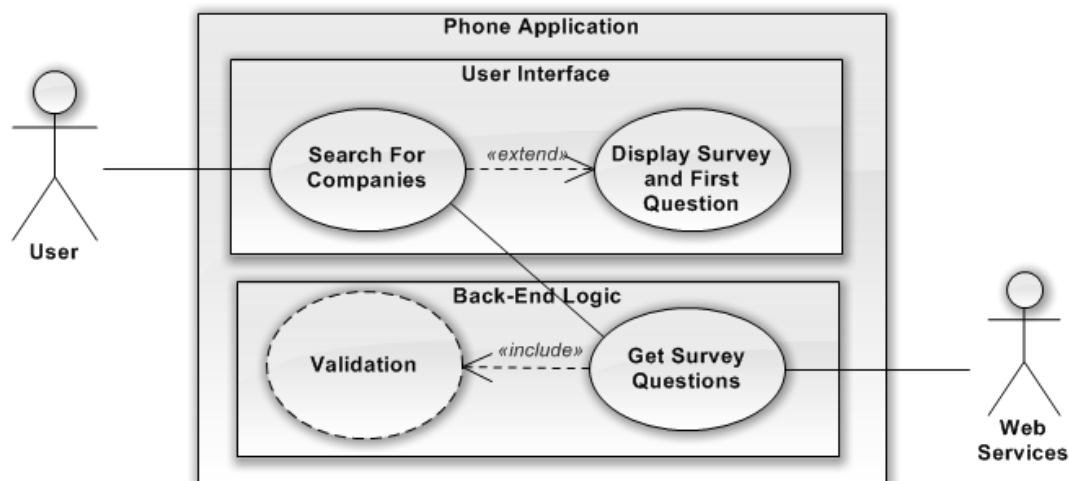 Phone Application
User Interface
Search For
Companies
«extend»
Display Survey
and First
Question
User
Back-End Logic
Validation
«include»
Get Survey
Questions
Web
Services